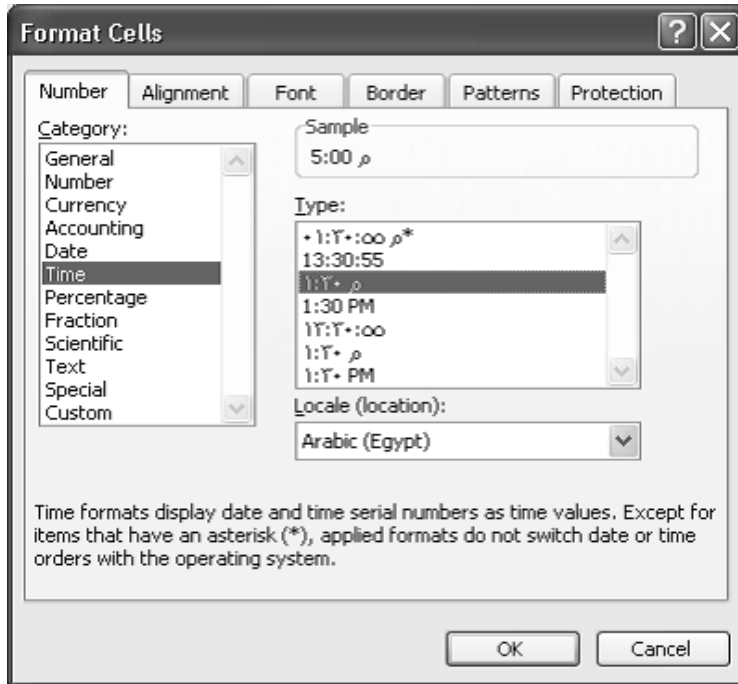 Format Cells
Number
Alignment
Font
Border
Patterns
Protection
Category:
General
Number
Currency
Accounting
Date
Time
Percentage
Fraction
Scientific
Text
Special
Custom
Sample
5:00 م
Type:
٠١:٣٠:٥٥ م*
13:30:55
١:٣٠ م
1:30 PM
١٣:٣٠:٥٥
١:٣٠ م
١:٣٠ PM
Locale (location):
Arabic (Egypt)
Time formats display date and time serial numbers as time values. Except for
items that have an asterisk (*), applied formats do not switch date or time
orders with the operating system.
OK
Cancel